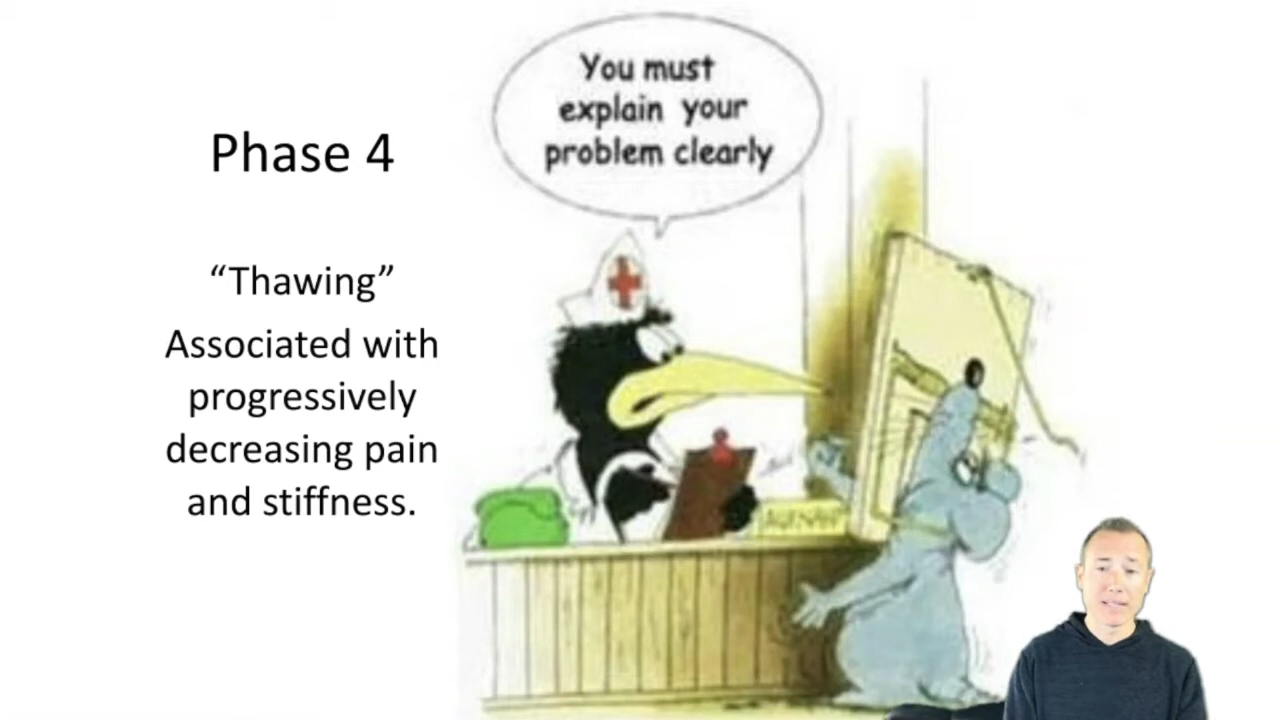 Phase 4
“Thawing”
Associated with
progressively
decreasing pain
and stiffness.
You must
explain your
problem clearly